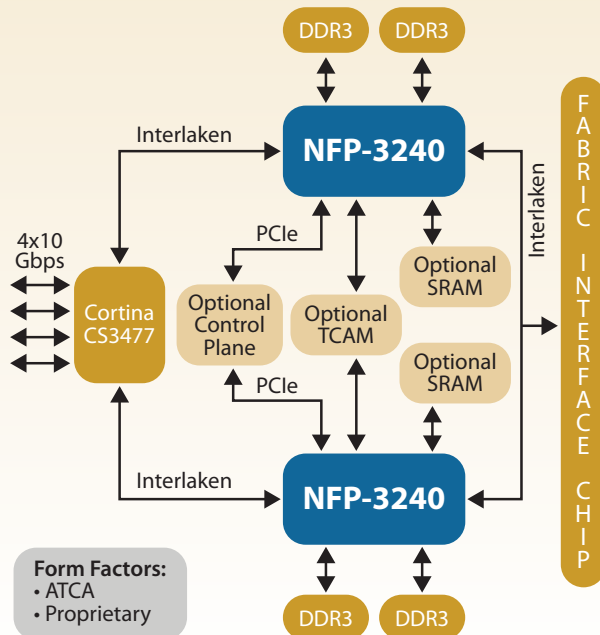 DDR3 DDR3
NFP-3240
Interlaken
PCIe
4x10
Gbps
Cortina
CS3477
Optional
Control
Plane
Optional
TCAM
Optional
SRAM
Optional
SRAM
PCIe
Interlaken
NFP-3240
Interlaken
FABRIC INTERFACE CHIP
DDR3 DDR3
Form Factors:
• ATCA
• Proprietary